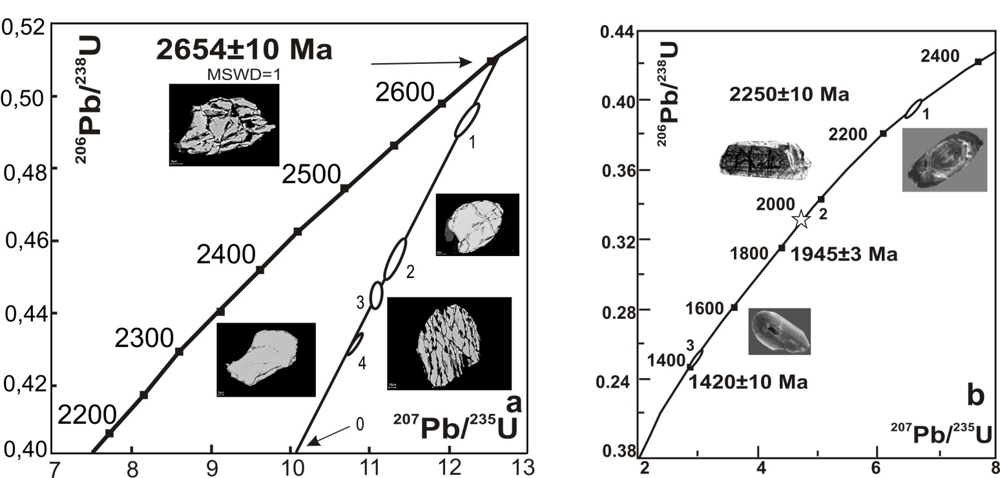 0,52
206Pb/238U
2654±10 Ma
MSWD=1
2600
0,50
1
0,48
2500
0,46
2400
2
3
0,44
2300
4
0,42
2200
a
0
207Pb/235U
0,40
7 8 9 10 11 12 13
0.44
206Pb/238U
2400
2250±10 Ma
0.40
1
2200
0.36
2000
2
0.32
1800
1945±3 Ma
1600
0.28
3
1400
0.24
1420±10 Ma
b
207Pb/235U
0.38
2 4 6 8